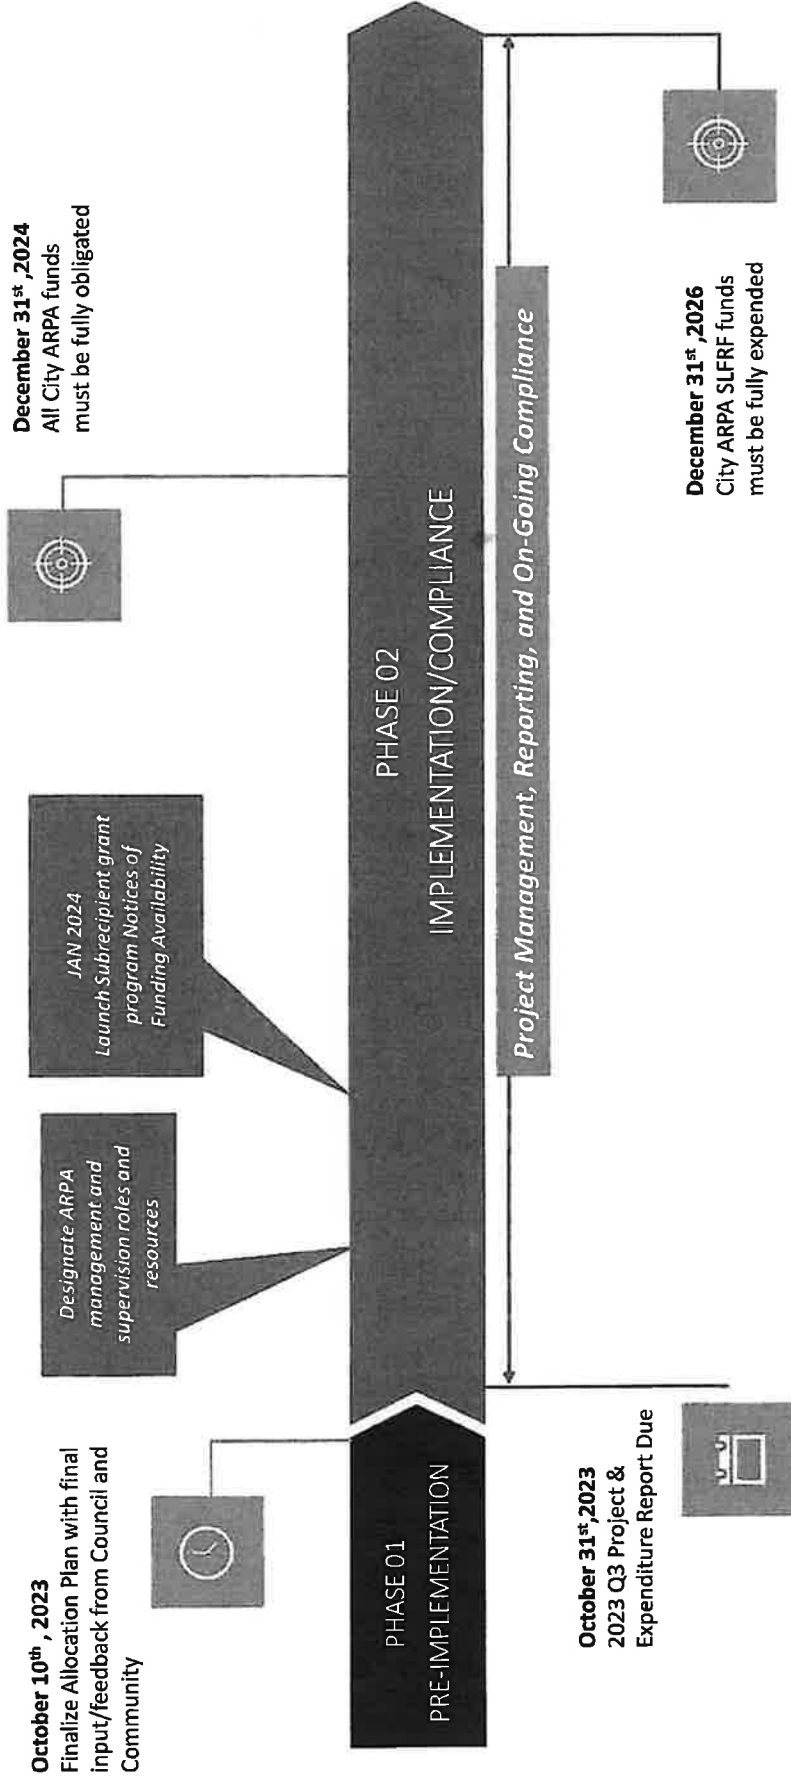 October 10th , 2023
Finalize Allocation Plan with final
input/feedback from Council and
Community
Designate ARPA
management and
supervision roles and
resources
JAN 2024
Launch Subrecipient grant
program Notices of
Funding Availability
December 31st ,2024
All City ARPA funds
must be fully obligated
PHASE 01
PRE-IMPLEMENTATION
PHASE 02
IMPLEMENTATION/COMPLIANCE
Project Management, Reporting, and On-Going Compliance
October 31st,2023
2023 Q3 Project &
Expenditure Report Due
December 31st ,2026
City ARPA SLFRF funds
must be fully expended